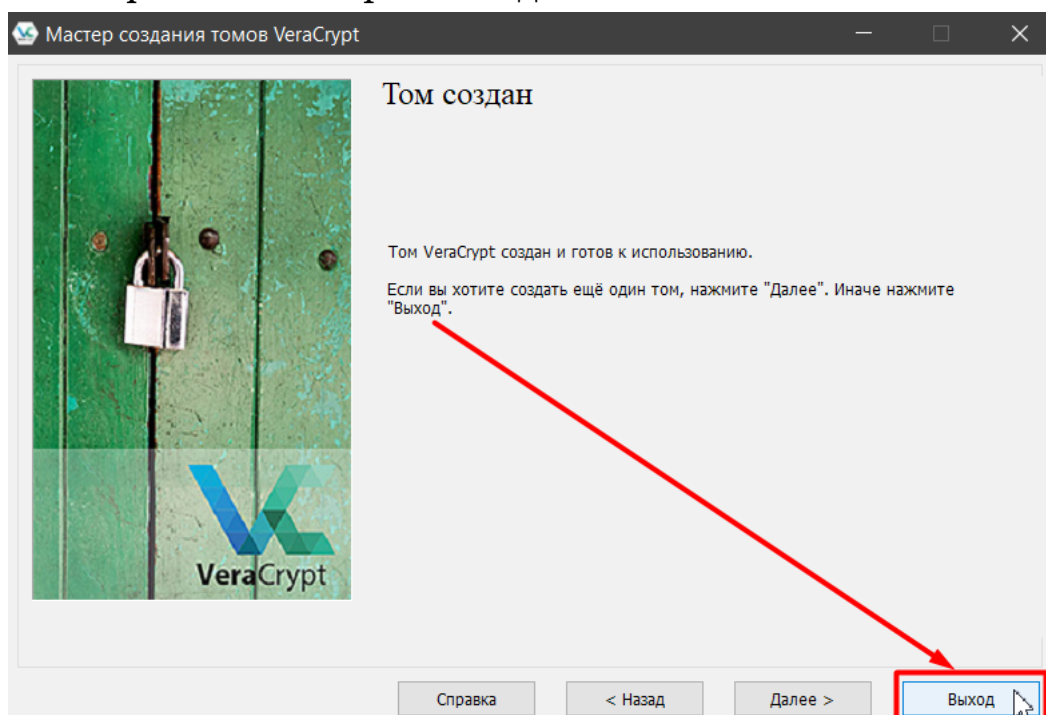 Мастер создания томов VeraCrypt
Том создан
Том VeraCrypt создан и готов к использованию.
Если вы хотите создать ещё один том, нажмите "Далее". Иначе нажмите
"Выход".
VeraCrypt
Справка
< Назад
Далее >
Выход